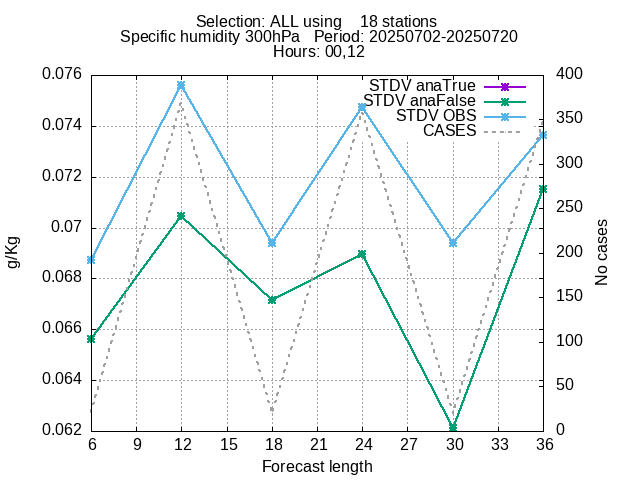 Selection: ALL using    18 stations
Specific humidity 300hPa   Period: 20250702-20250720
Hours: 00,12
STDV anaTrue
STDV anaFalse
STDV OBS
CASES
0.076
0.074
0.072
0.07
0.068
0.066
0.064
0.062
g/Kg
400
350
300
250
200
150
100
50
0
No cases
6 9 12 15 18 21 24 27 30 33 36
Forecast length